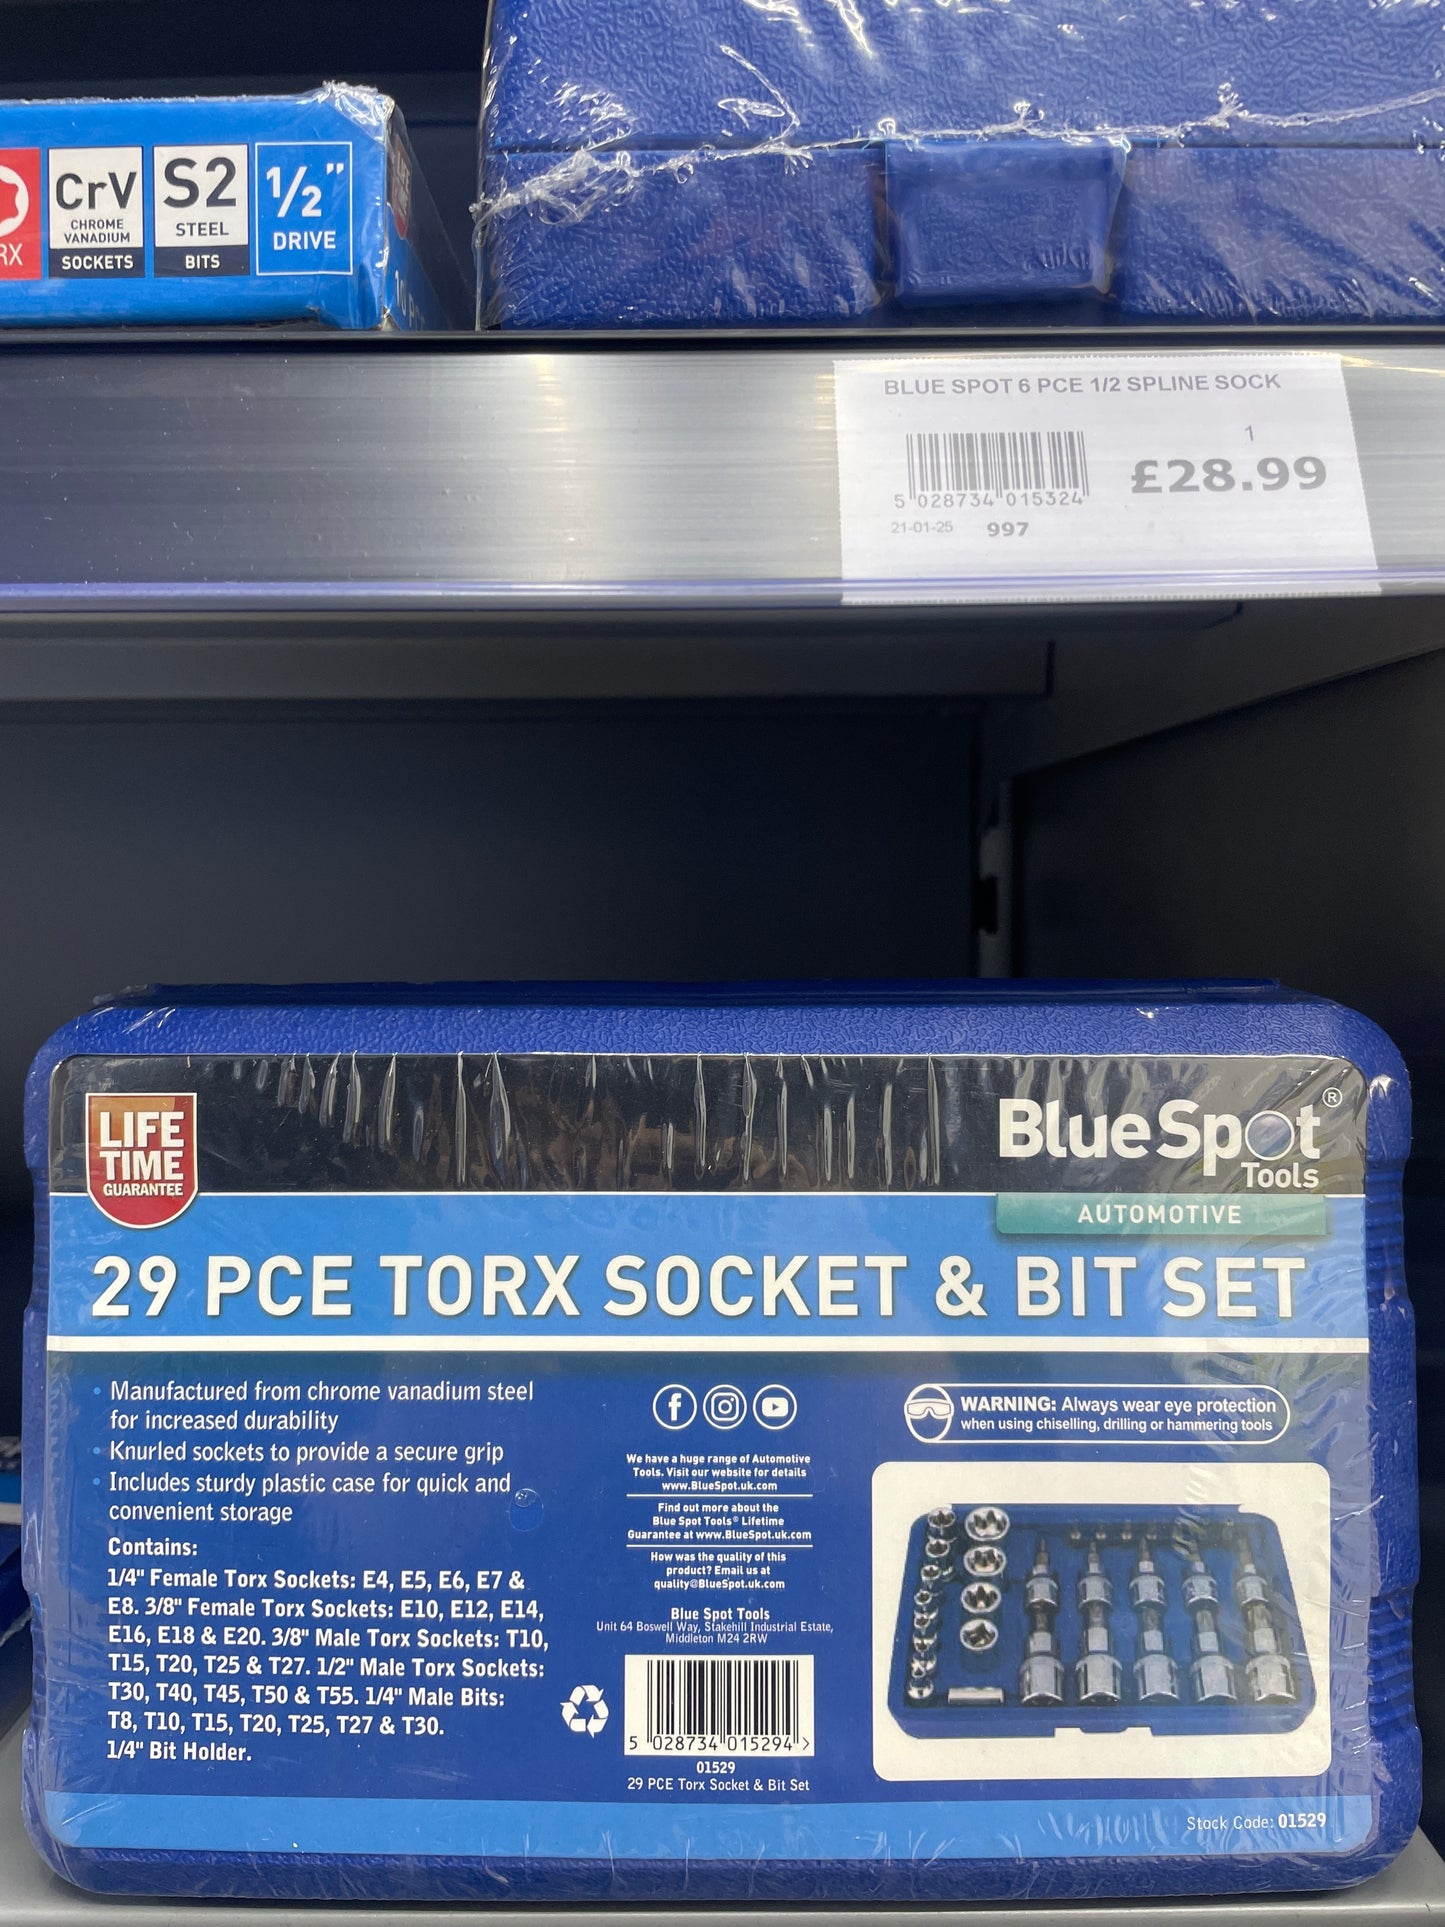 CrV
CHROME
VANADIUM
SOCKETS
S2
STEEL
BITS
1/2"
DRIVE
BLUE SPOT 6 PCE 1/2 SPLINE SOCK
1
£28.99
5 028734 015324
21-01-25 997
LIFE
TIME
GUARANTEE
BlueSpot®
Tools
AUTOMOTIVE
29 PCE TORX SOCKET & BIT SET
• Manufactured from chrome vanadium steel
for increased durability
• Knurled sockets to provide a secure grip
• Includes sturdy plastic case for quick and
convenient storage
Contains:
1/4" Female Torx Sockets: E4, E5, E6, E7 &
E8. 3/8" Female Torx Sockets: E10, E12, E14,
E16, E18 & E20. 3/8" Male Torx Sockets: T10,
T15, T20, T25 & T27. 1/2" Male Torx Sockets:
T30, T40, T45, T50 & T55. 1/4" Male Bits:
T8, T10, T15, T20, T25, T27 & T30.
1/4" Bit Holder.
We have a huge range of Automotive
Tools. Visit our website for details
www.BlueSpot.uk.com
Find out more about the
Blue Spot Tools® Lifetime
Guarantee at www.BlueSpot.uk.com
How was the quality of this
product? Email us at
quality@BlueSpot.uk.com
Blue Spot Tools
Unit 64 Boswell Way, Stakehill Industrial Estate,
Middleton M24 2RW
5 028734 015294 >
01529
29 PCE Torx Socket & Bit Set
WARNING: Always wear eye protection
when using chiselling, drilling or hammering tools
Stock Code: 01529